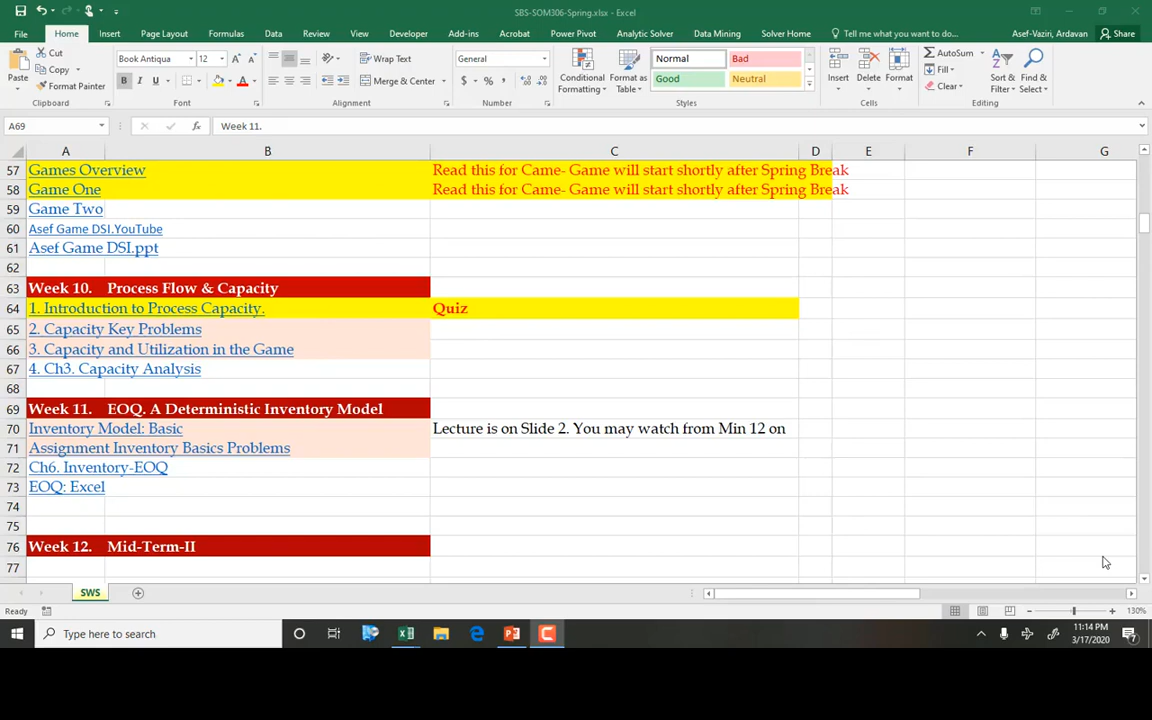 SBS-SOM306-Spring.xlsx - Excel
File Home Insert Page Layout Formulas Data Review View Developer Add-ins Acrobat Power Pivot Analytic Solver Data Mining Solver Home Tell me what you want to do... Asef-Vaziri, Ardavan Share
Paste Cut Copy Format Painter
Book Antiqua 12
B I U
Wrap Text
Merge & Center
General
$ % ,
Conditional Formatting
Format as Table
Normal Bad
Good Neutral
Insert Delete Format
AutoSum
Fill
Clear
Sort & Filter
Find & Select
Clipboard Font Alignment Number Styles Cells Editing
A69 fx Week 11.
A B C D E F G
57 Games Overview Read this for Came- Game will start shortly after Spring Break
58 Game One Read this for Came- Game will start shortly after Spring Break
59 Game Two
60 Asef Game DSI.YouTube
61 Asef Game DSI.ppt
62
63 Week 10. Process Flow & Capacity
64 1. Introduction to Process Capacity. Quiz
65 2. Capacity Key Problems
66 3. Capacity and Utilization in the Game
67 4. Ch3. Capacity Analysis
68
69 Week 11. EOQ. A Deterministic Inventory Model
70 Inventory Model: Basic Lecture is on Slide 2. You may watch from Min 12 on
71 Assignment Inventory Basics Problems
72 Ch6. Inventory-EOQ
73 EOQ: Excel
74
75
76 Week 12. Mid-Term-II
77
SWS
Ready 130%
Type here to search
11:14 PM
3/17/2020